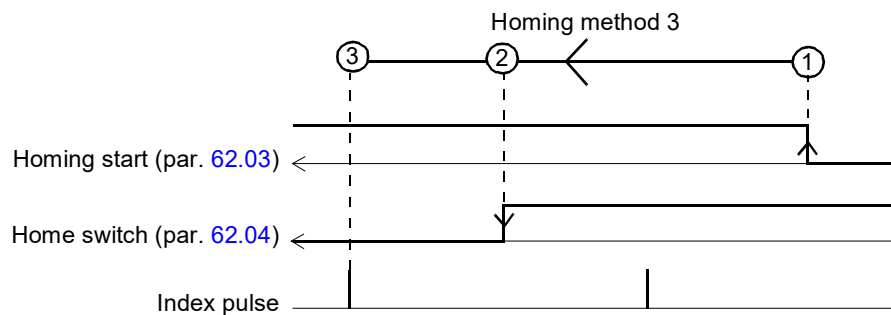 Homing method 3
3
2
1
Homing start (par. 62.03)
Home switch (par. 62.04)
Index pulse